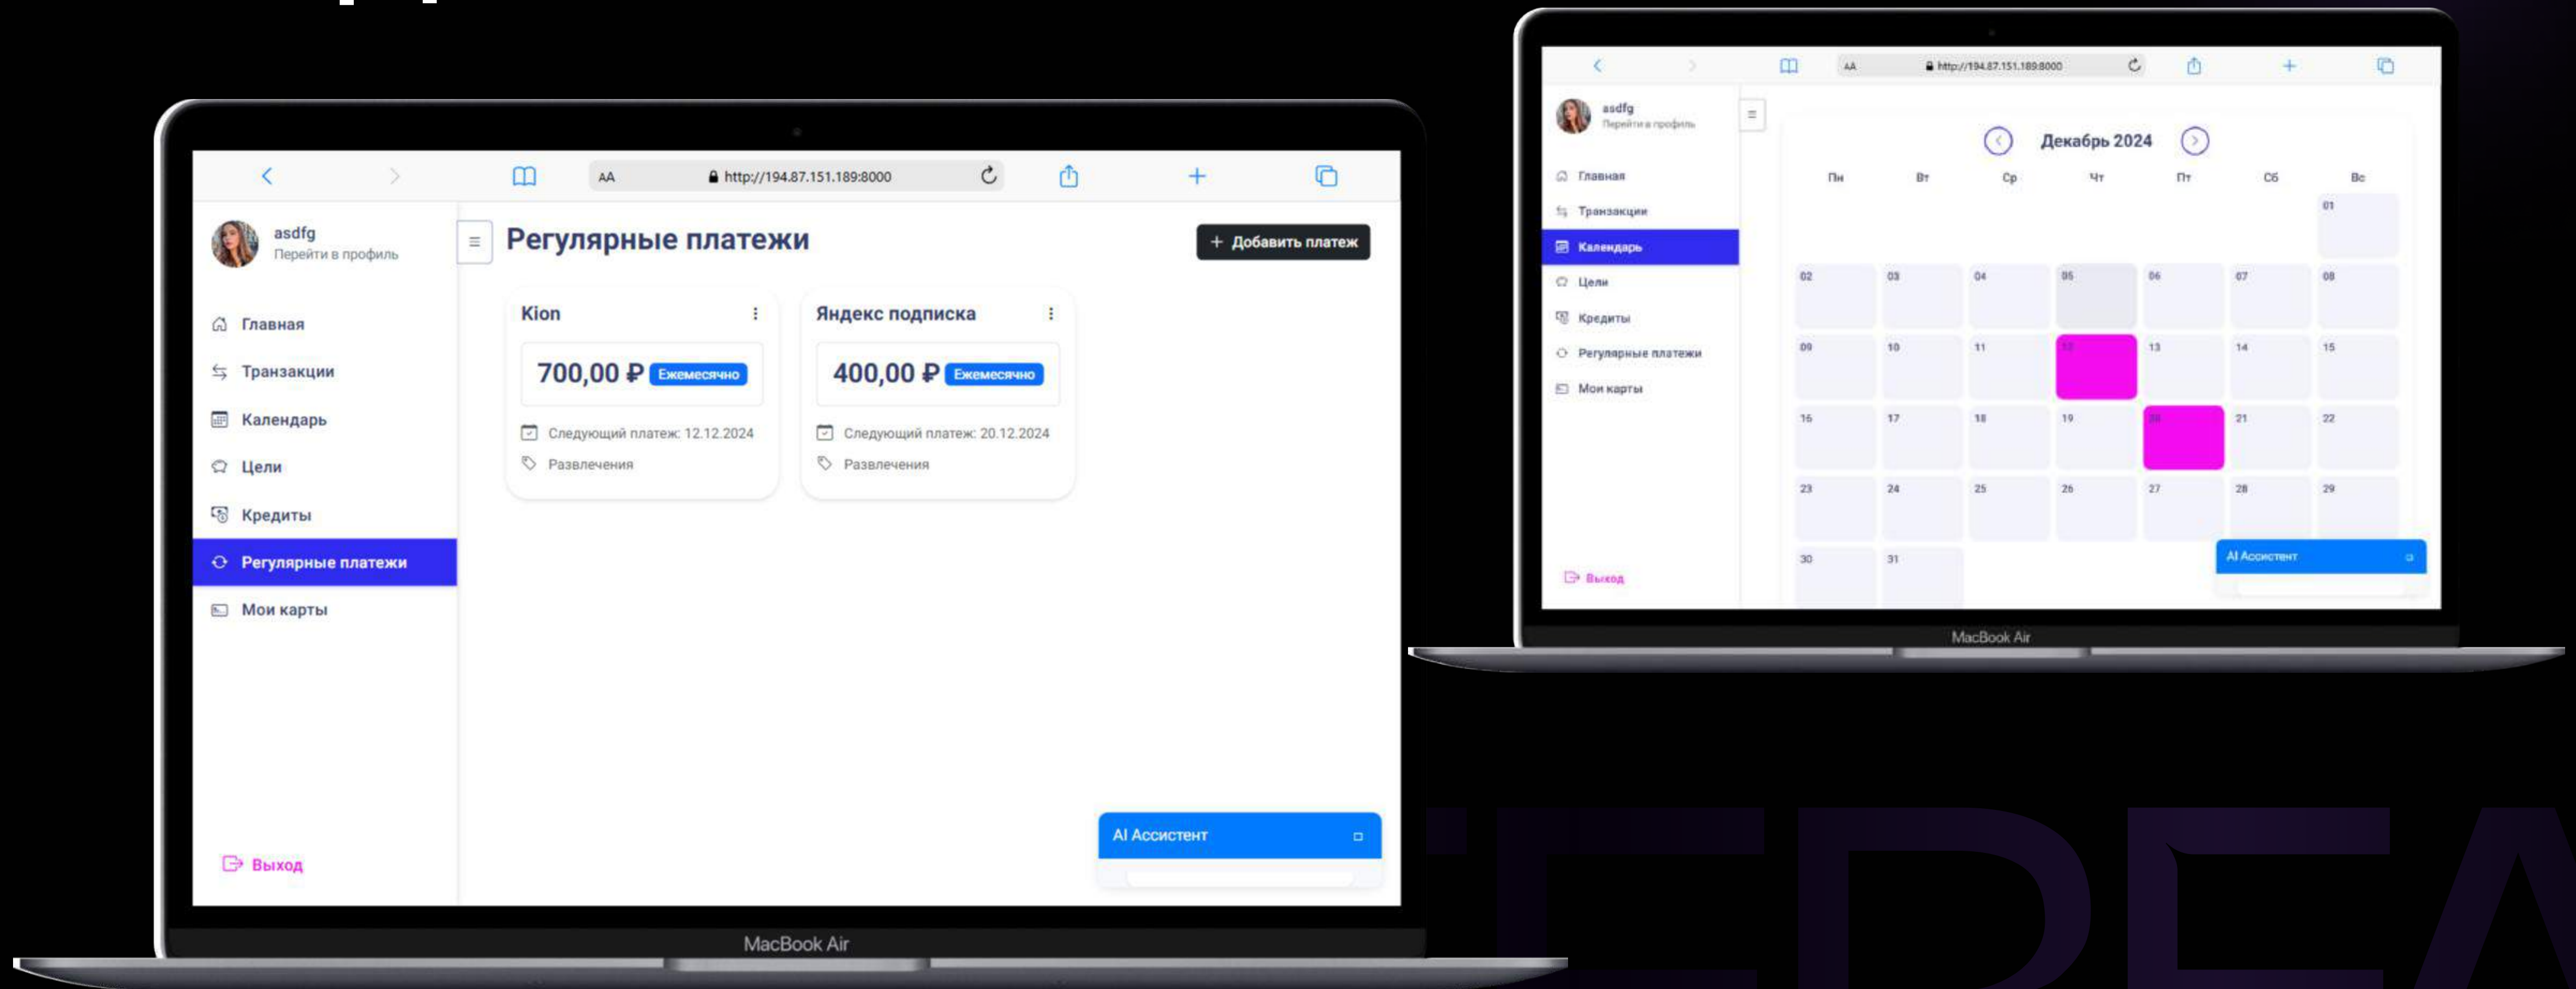 AA
http://194.87.151.189:8000
asdfg
Перейти в профиль
Главная
Транзакции
Календарь
Цели
Кредиты
Регулярные платежи
Мои карты
Выход
Регулярные платежи
+ Добавить платеж
Kion
700,00 ₽ Ежемесячно
Следующий платеж: 12.12.2024
Развлечения
Яндекс подписка
400,00 ₽ Ежемесячно
Следующий платеж: 20.12.2024
Развлечения
AI Ассистент
MacBook Air
AA
http://194.87.151.189:8000
asdfg
Перейти в профиль
Главная
Транзакции
Календарь
Цели
Кредиты
Регулярные платежи
Мои карты
Выход
Декабрь 2024
Пн Вт Ср Чт Пт Сб Вс
01
02 03 04 05 06 07 08
09 10 11 12 13 14 15
16 17 18 19 20 21 22
23 24 25 26 27 28 29
30 31
AI Ассистент
MacBook Air